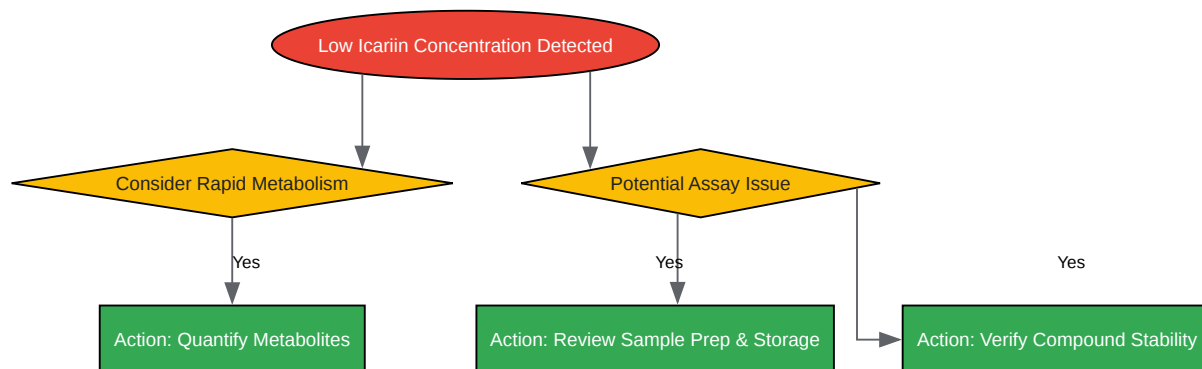 Low Icariin Concentration Detected
Consider Rapid Metabolism
Potential Assay Issue
Yes
Yes
Yes
Action: Quantify Metabolites
Action: Review Sample Prep & Storage
Action: Verify Compound Stability